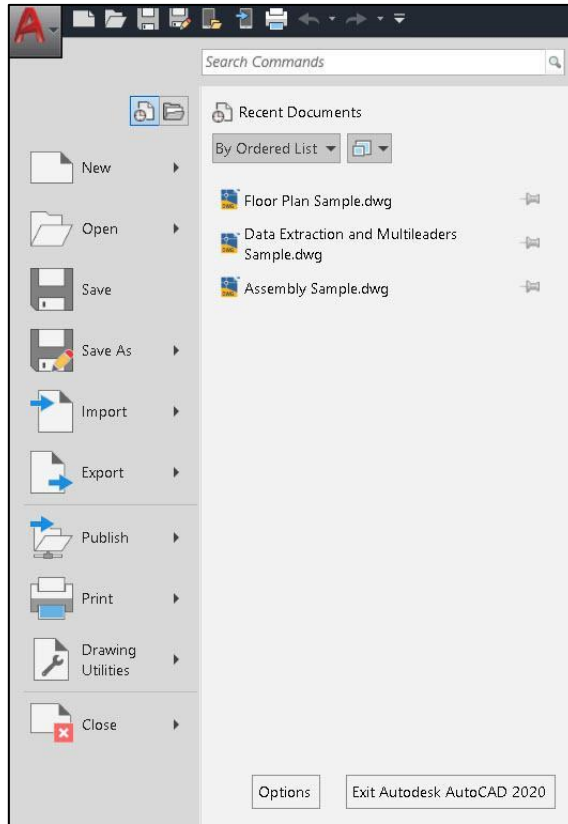 Search Commands
Recent Documents
By Ordered List
Floor Plan Sample.dwg
Data Extraction and Multileaders
Sample.dwg
Assembly Sample.dwg
New
Open
Save
Save As
Import
Export
Publish
Print
Drawing
Utilities
Close
Options
Exit Autodesk AutoCAD 2020